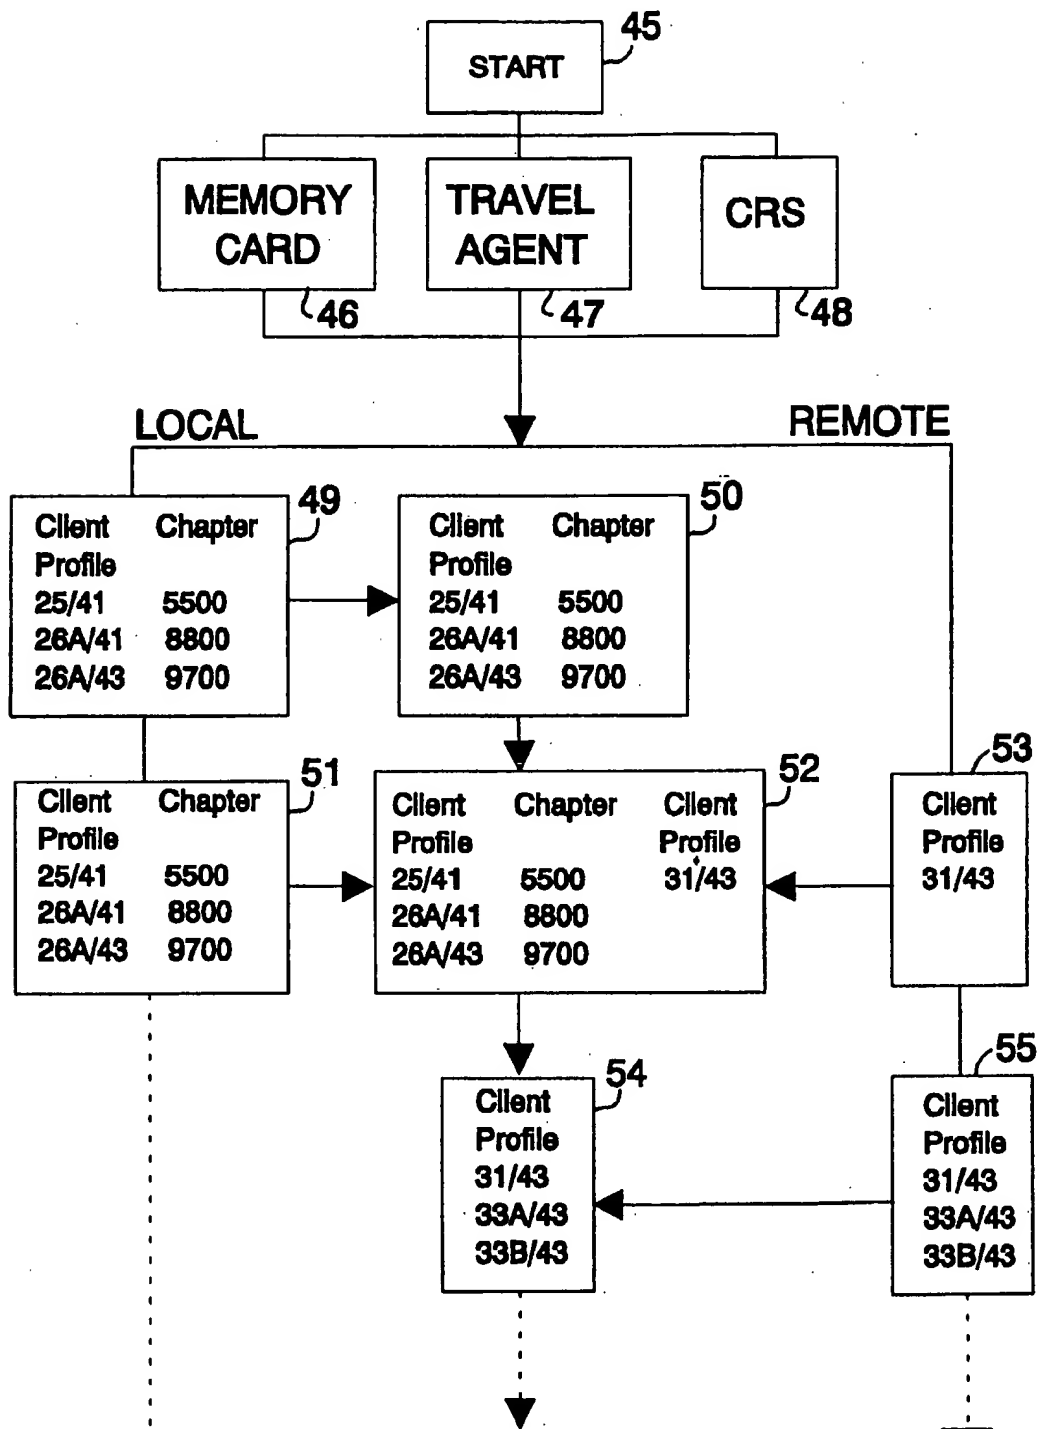 45
START
MEMORY
CARD
46
TRAVEL
AGENT
47
CRS
48
LOCAL
REMOTE
49
Client Chapter
Profile
25/41 5500
26A/41 8800
26A/43 9700
50
Client Chapter
Profile
25/41 5500
26A/41 8800
26A/43 9700
51
Client Chapter
Profile
25/41 5500
26A/41 8800
26A/43 9700
52
Client Chapter Client
Profile Profile
25/41 5500 31/43
26A/41 8800
26A/43 9700
53
Client
Profile
31/43
54
Client
Profile
31/43
33A/43
33B/43
55
Client
Profile
31/43
33A/43
33B/43